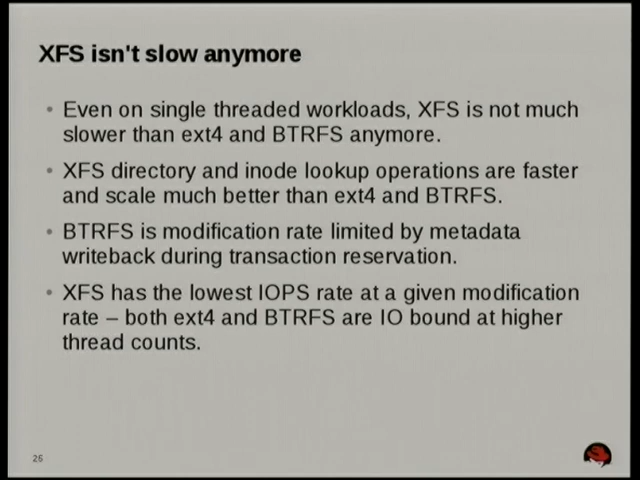 XFS isn't slow anymore
• Even on single threaded workloads, XFS is not much
slower than ext4 and BTRFS anymore.
• XFS directory and inode lookup operations are faster
and scale much better than ext4 and BTRFS.
• BTRFS is modification rate limited by metadata
writeback during transaction reservation.
• XFS has the lowest IOPS rate at a given modification
rate – both ext4 and BTRFS are IO bound at higher
thread counts.
26